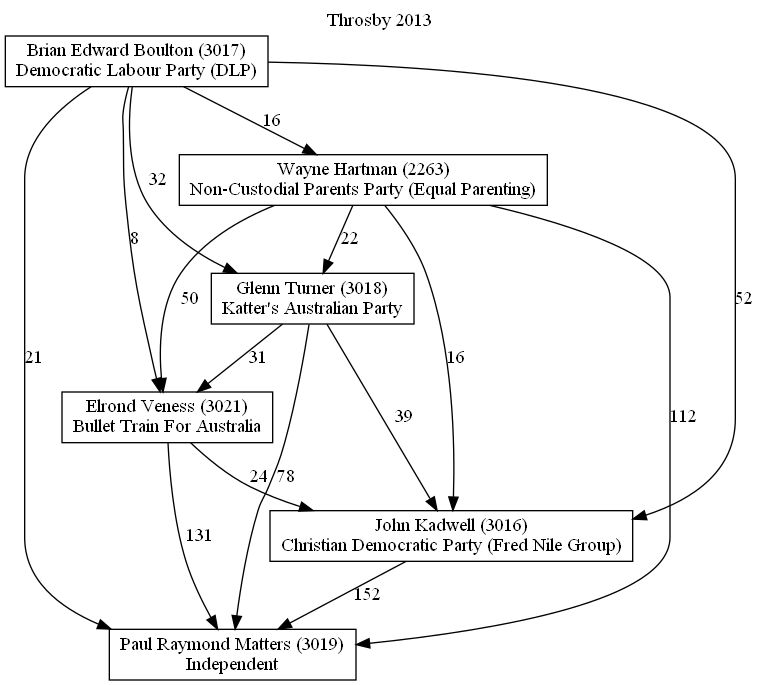 Throsby 2013
Brian Edward Boulton (3017)
Democratic Labour Party (DLP)
16
Wayne Hartman (2263)
Non-Custodial Parents Party (Equal Parenting)
32
8
22
50
Glenn Turner (3018)
Katter's Australian Party
52
21
31
16
Elrond Veness (3021)
Bullet Train For Australia
39
112
24
78
John Kadwell (3016)
Christian Democratic Party (Fred Nile Group)
131
152
Paul Raymond Matters (3019)
Independent